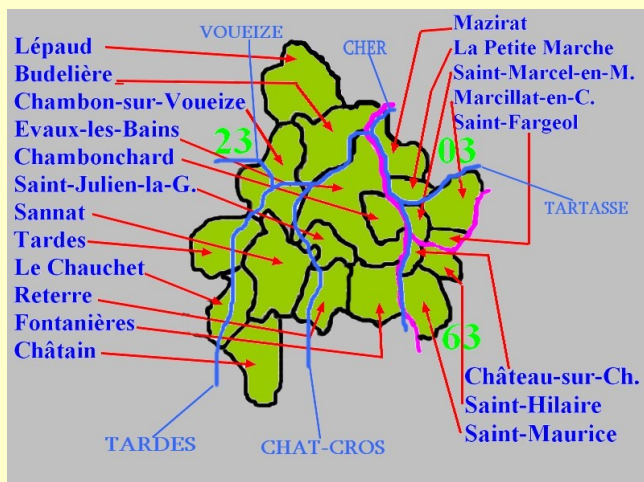 Lépaud
Budelière
Chambon-sur-Voueize
Evaux-les-Bains
Chambonchard
Saint-Julien-la-G.
Sannat
Tardes
Le Chauchet
Reterre
Fontanières
Châtain
VOUEIZE
CHER
23
03
63
TARDES
CHAT-CROS
TARTASSE
Mazirat
La Petite Marche
Saint-Marcel-en-M.
Marcillat-en-C.
Saint-Fargeol
Château-sur-Ch.
Saint-Hilaire
Saint-Maurice